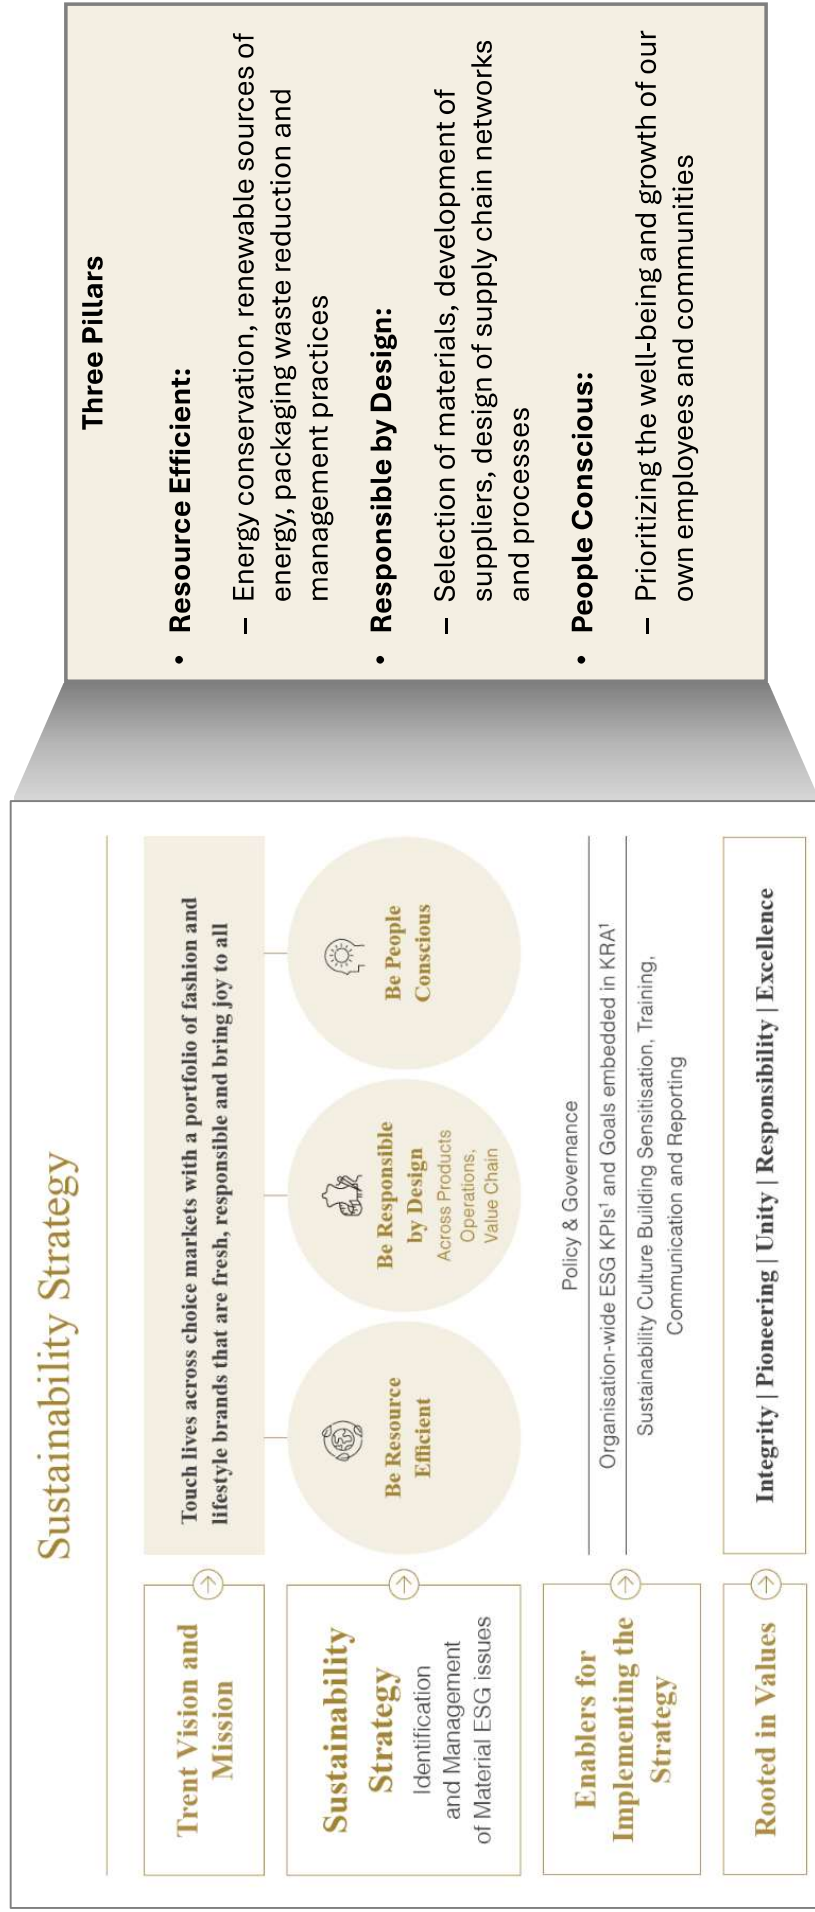 Sustainability Strategy
Trent Vision and
Mission
Touch lives across choice markets with a portfolio of fashion and
lifestyle brands that are fresh, responsible and bring joy to all
Sustainability
Strategy
Identification
and Management
of Material ESG issues
Be Resource
Efficient
Be Responsible
by Design
Across Products
Operations,
Value Chain
Be People
Conscious
Enablers for
Implementing the
Strategy
Policy & Governance
Organisation-wide ESG KPIs¹ and Goals embedded in KRA¹
Sustainability Culture Building Sensitisation, Training,
Communication and Reporting
Rooted in Values
Integrity | Pioneering | Unity | Responsibility | Excellence
Three Pillars
• Resource Efficient:
– Energy conservation, renewable sources of
energy, packaging waste reduction and
management practices
• Responsible by Design:
– Selection of materials, development of
suppliers, design of supply chain networks
and processes
• People Conscious:
– Prioritizing the well-being and growth of our
own employees and communities